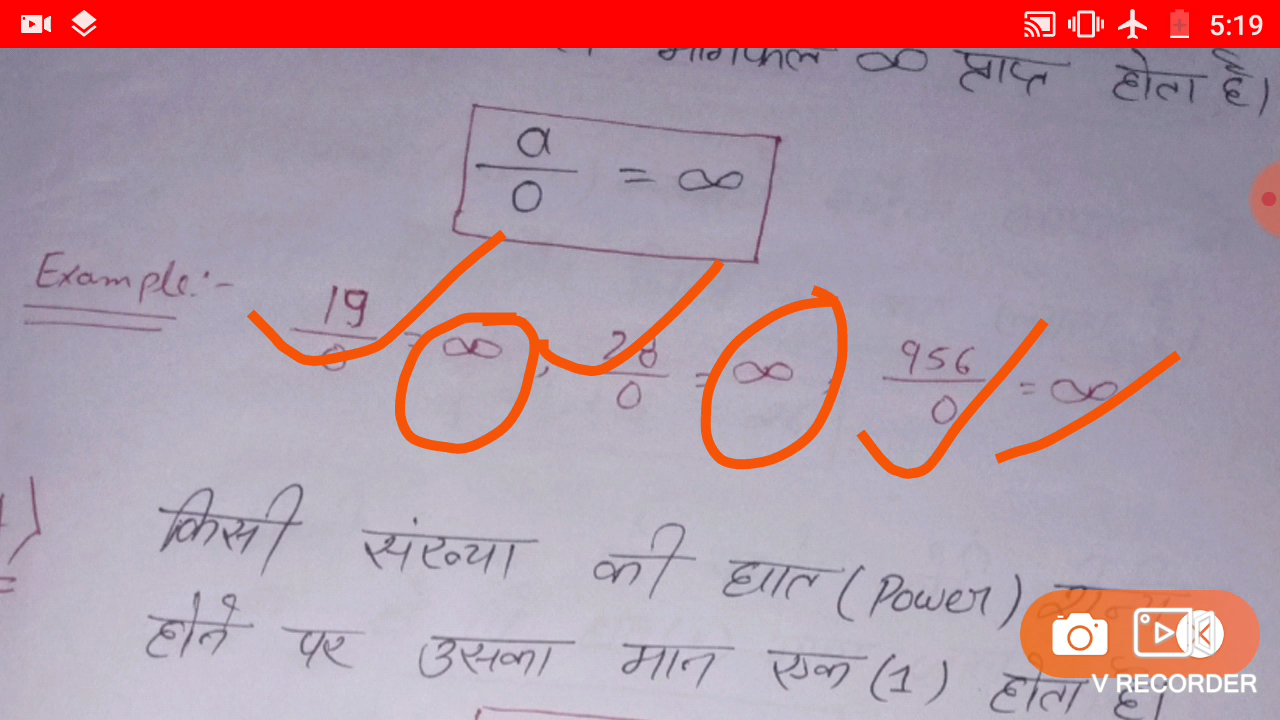 5:19
भागफल ∞ प्राप्त होता है।
a/0 = ∞
Example:- 19/0 = ∞, 28/0 = ∞, 956/0 = ∞
किसी संख्या की घात (Power) शून्य
होने पर उसका मान एक (1) होता है।
V RECORDER